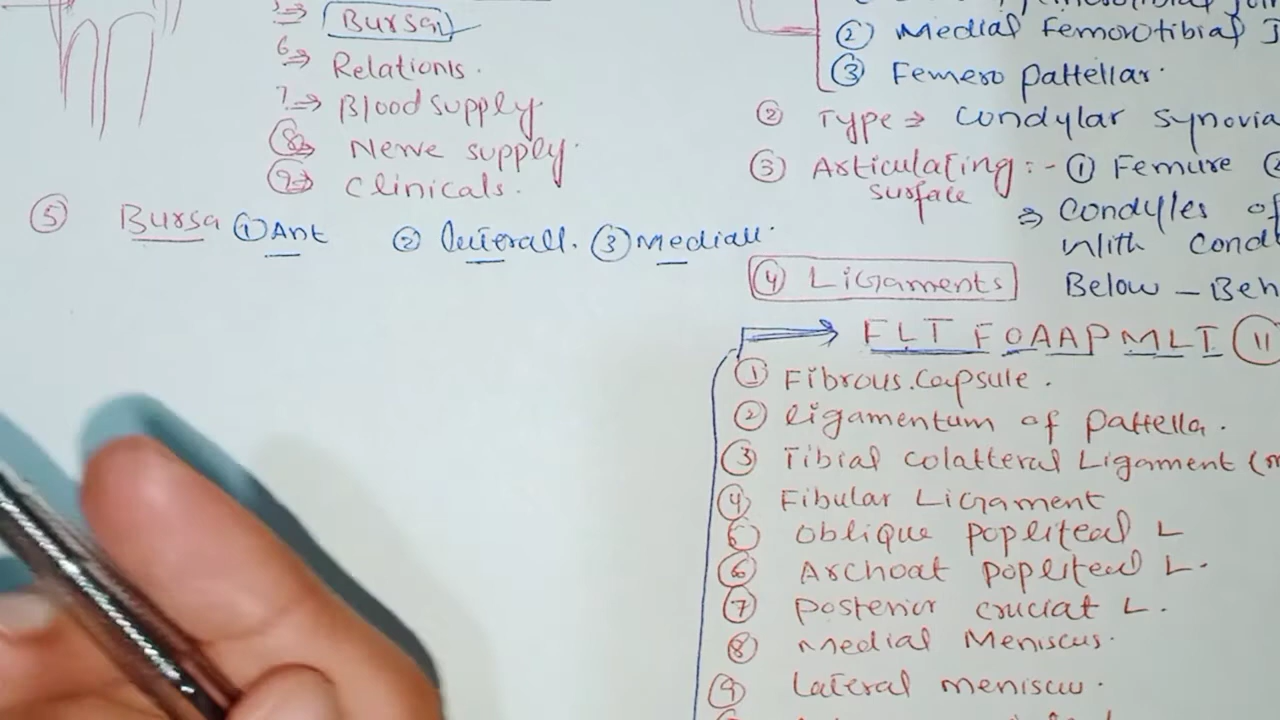 Bursa
6⇒ Relations.
7⇒ Blood supply
⑧⇒ Nerve supply.
⑨⇒ Clinicals.
⑤ Bursa ① Ant ② laterall. ③ Mediall.
② Medial Femorotibial J
③ Femero pattellar.
② Type ⇒ Condylar synovia
③ Articulating :- ① Femure
surface
⇒ Condyles of
With Cond
④ Ligaments Below - Beh
FLT FOAAPMLT ⑪
① Fibrous. Capsule.
② ligamentum of pattella.
③ Tibial colatteral Ligament (m
④ Fibular Ligament
⑤ Oblique popliteal L
⑥ Archoat popliteal L.
⑦ posterior cruciat L.
⑧ Medial Meniscus.
⑨ lateral meniscu.